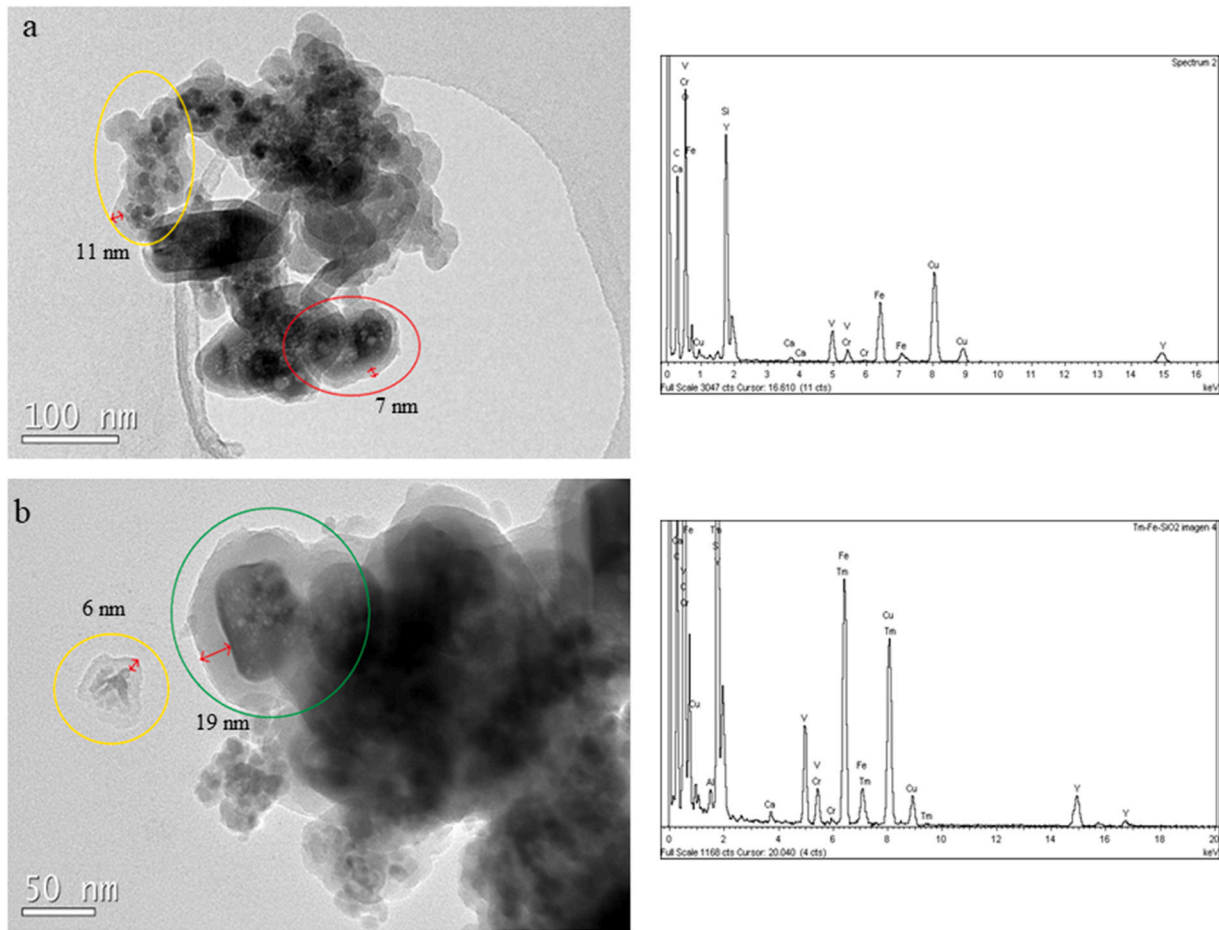 a
11 nm
7 nm
100 nm
Spectrum 2
V
Cr
Si
Y
C
Ca
Fe
Cu
Ca
Ca
V
V
Cr
Cr
Fe
Fe
Cu
Cu
Y
0 1 2 3 4 5 6 7 8 9 10 11 12 13 14 15 16
Full Scale 3047 cts Cursor: 16.610 (11 cts)
keV
b
6 nm
19 nm
50 nm
Tm-Fe-SiO2 imagen 4
Fe
Tm
Ca
C
S
V
Cr
Cu
Al
Ca
V
V
Cr
Cr
Fe
Tm
Fe
Tm
Cu
Tm
Cu
Tm
Y
Y
0 2 4 6 8 10 12 14 16 18 20
Full Scale 1168 cts Cursor: 20.040 (4 cts)
keV